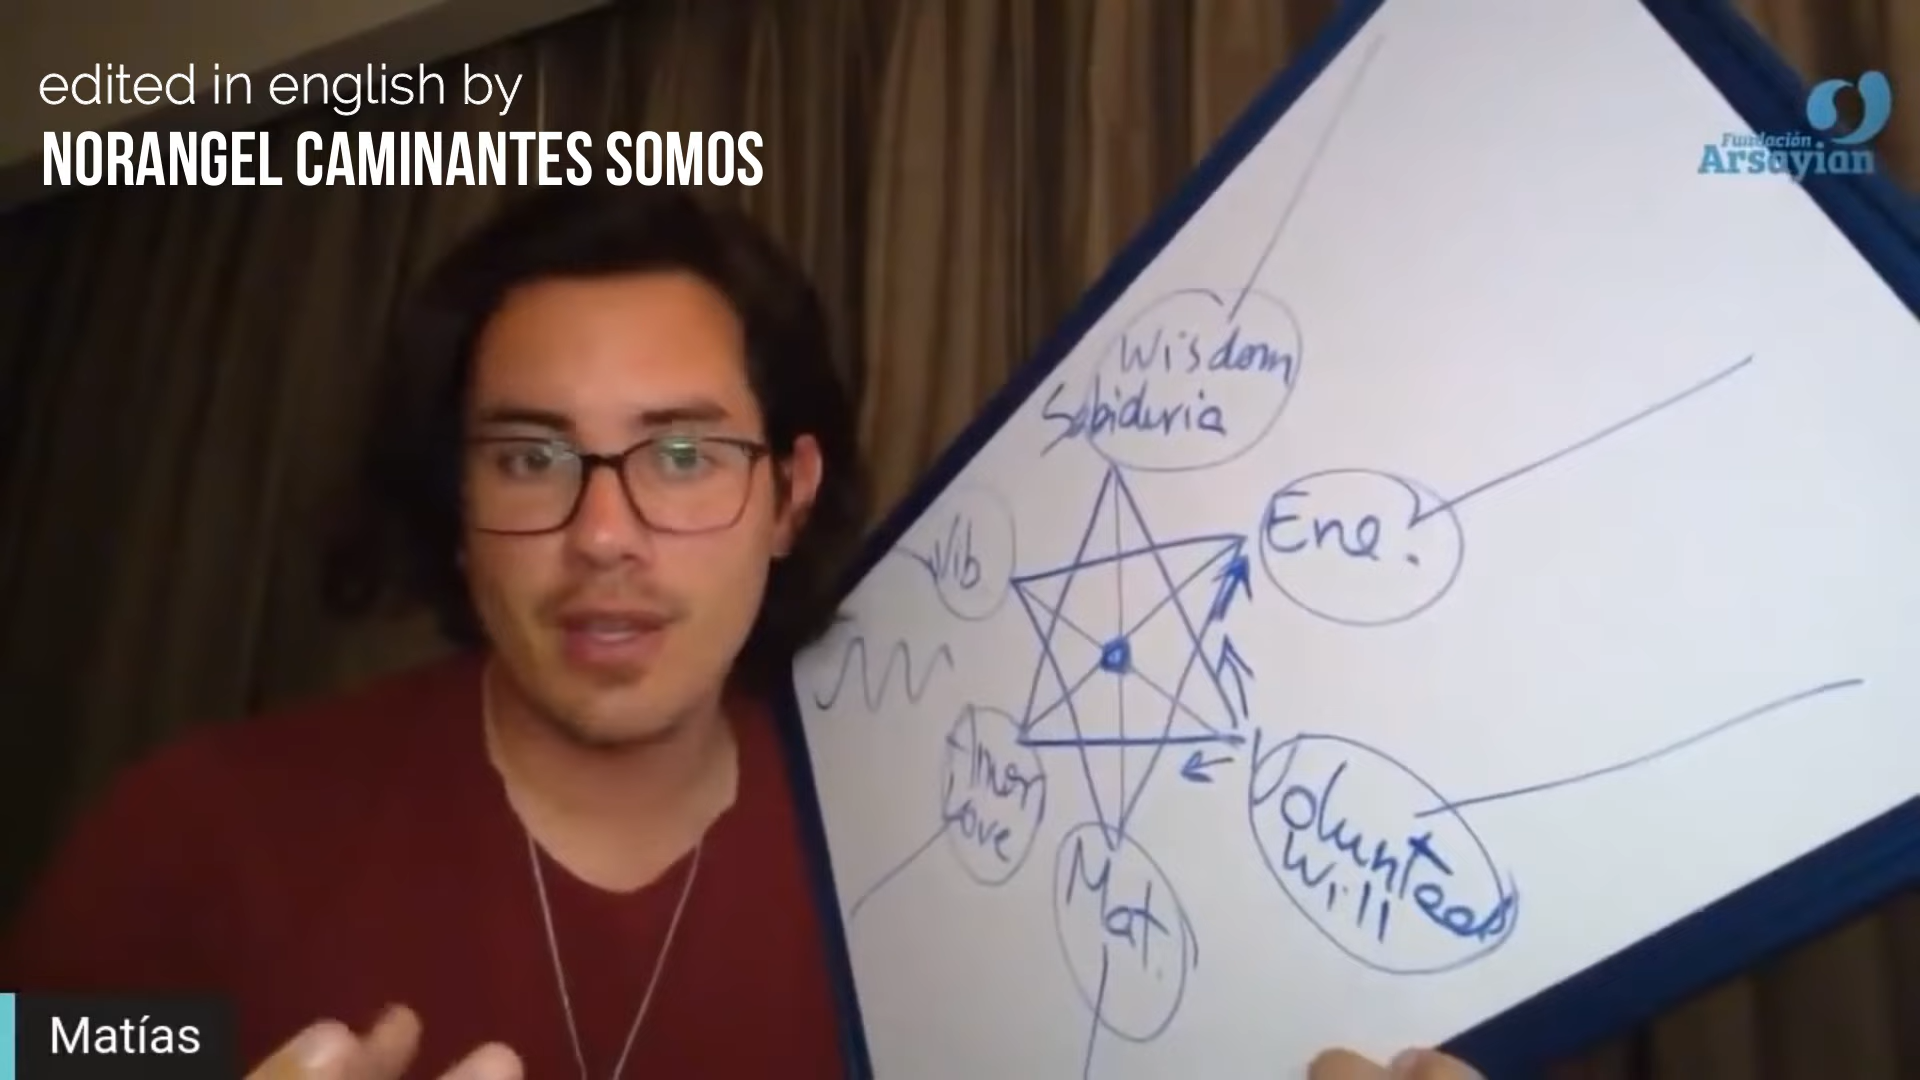 edited in english by
NORANGEL CAMINANTES SOMOS
Fundación
Arsayian
Wisdom
Sabiduria
Ene?
Vib
Amor
Love
Voluntad
Will
Mat.
Matías